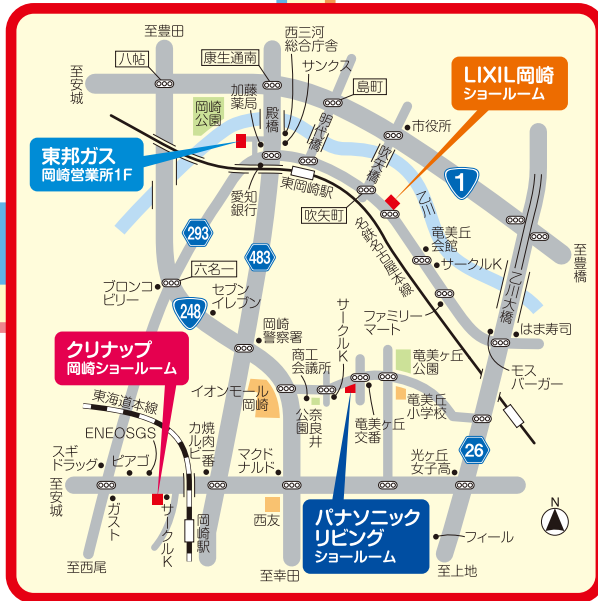 至豊田
八帖
康生通南
西三河
総合庁舎
サンクス
至安城
加藤
薬局
殿橋
島町
岡崎
公園
明代橋
LIXIL岡崎
ショールーム
市役所
吹矢橋
東邦ガス
岡崎営業所1F
愛知
銀行
東岡崎駅
1
吹矢町
乙川
293
名鉄名古屋本線
竜美丘
会館
483
サークルK
至豊橋
六名一
ブロンコ
ビリー
セブン
イレブン
乙川大橋
248
サークルK
ファミリー
マート
はま寿司
岡崎
警察署
クリナップ
岡崎ショールーム
商工
会議所
竜美ヶ丘
公園
モス
バーガー
イオンモール
岡崎
東海道本線
公園
奈良井
竜美ヶ丘
交番
竜美丘
小学校
ENEOSGS
焼肉一番
カルビ
スギ
ドラッグ
ピアゴ
マクド
ナルド
光ヶ丘
女子高
26
至安城
ガスト
サークルK
岡崎駅
西友
パナソニック
リビング
ショールーム
N
フィール
至西尾
至幸田
至上地